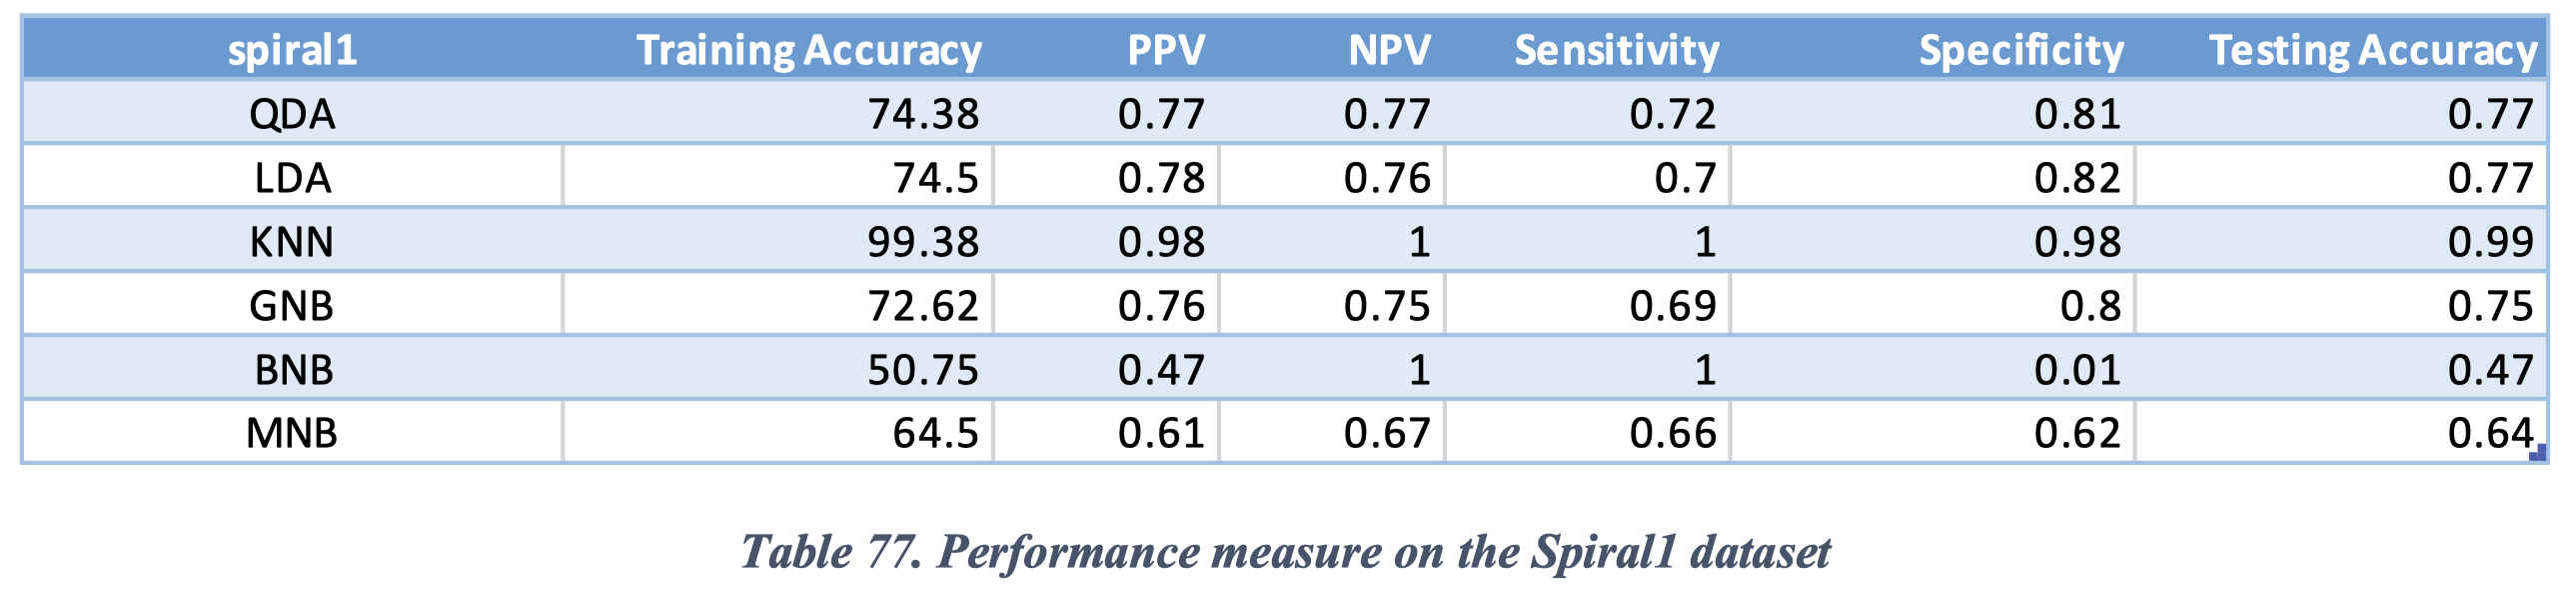 spiral1 Training Accuracy PPV NPV Sensitivity Specificity Testing Accuracy
QDA 74.38 0.77 0.77 0.72 0.81 0.77
LDA 74.5 0.78 0.76 0.7 0.82 0.77
KNN 99.38 0.98 1 1 0.98 0.99
GNB 72.62 0.76 0.75 0.69 0.8 0.75
BNB 50.75 0.47 1 1 0.01 0.47
MNB 64.5 0.61 0.67 0.66 0.62 0.64
Table 77. Performance measure on the Spiral1 dataset